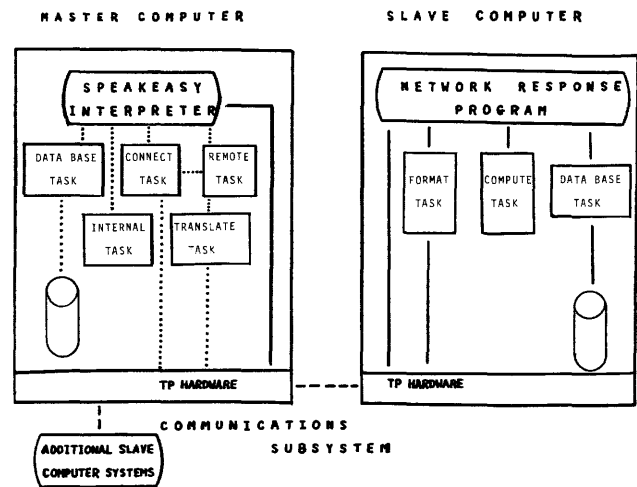 MASTER COMPUTER
SLAVE COMPUTER
SPEAKEASY
INTERPRETER
DATA BASE
TASK
CONNECT
TASK
REMOTE
TASK
INTERNAL
TASK
TRANSLATE
TASK
TP HARDWARE
NETWORK RESPONSE
PROGRAM
FORMAT
TASK
COMPUTE
TASK
DATA BASE
TASK
TP HARDWARE
COMMUNICATIONS
SUBSYSTEM
ADDITIONAL SLAVE
COMPUTER SYSTEMS